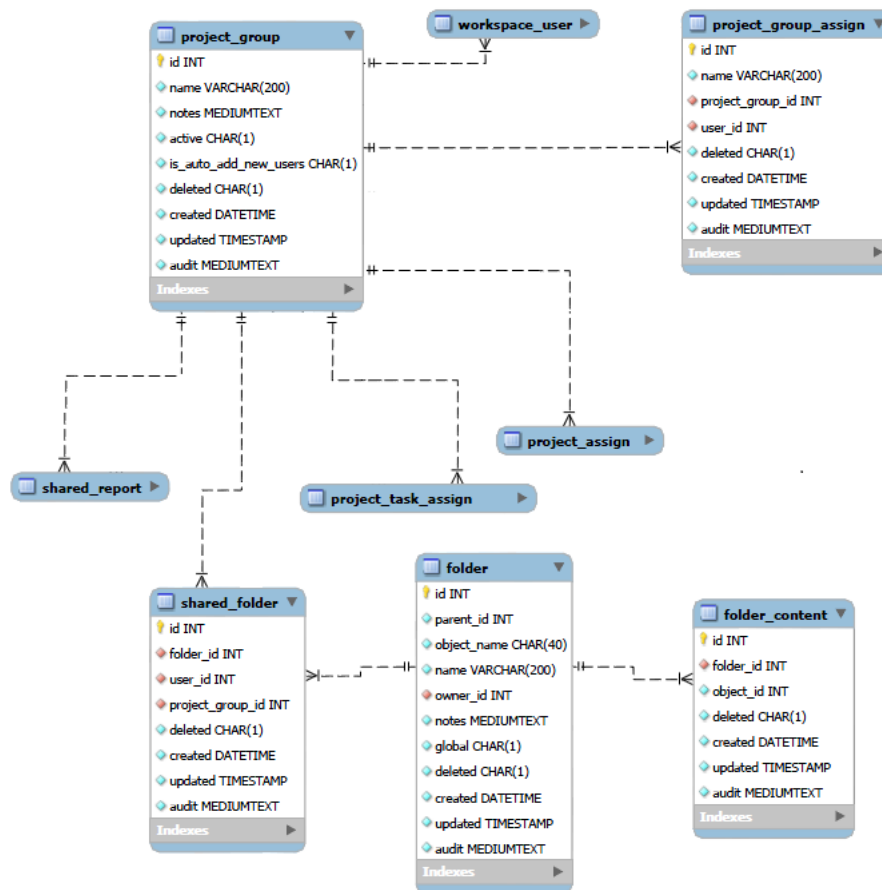 project_group
id INT
name VARCHAR(200)
notes MEDIUMTEXT
active CHAR(1)
is_auto_add_new_users CHAR(1)
deleted CHAR(1)
created DATETIME
updated TIMESTAMP
audit MEDIUMTEXT
Indexes
workspace_user
project_group_assign
id INT
name VARCHAR(200)
project_group_id INT
user_id INT
deleted CHAR(1)
created DATETIME
updated TIMESTAMP
audit MEDIUMTEXT
Indexes
project_assign
shared_report
project_task_assign
shared_folder
id INT
folder_id INT
user_id INT
project_group_id INT
deleted CHAR(1)
created DATETIME
updated TIMESTAMP
audit MEDIUMTEXT
Indexes
folder
id INT
parent_id INT
object_name CHAR(40)
name VARCHAR(200)
owner_id INT
notes MEDIUMTEXT
global CHAR(1)
deleted CHAR(1)
created DATETIME
updated TIMESTAMP
audit MEDIUMTEXT
Indexes
folder_content
id INT
folder_id INT
object_id INT
deleted CHAR(1)
created DATETIME
updated TIMESTAMP
audit MEDIUMTEXT
Indexes